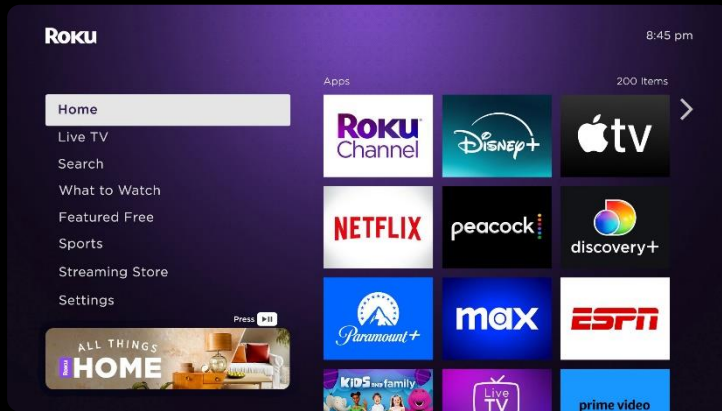 Roku
8:45 pm
Apps
200 Items
Home
Live TV
Search
What to Watch
Featured Free
Sports
Streaming Store
Settings
Press
ALL THINGS
Roku
HOME
Roku
Channel
Disney+
tv
NETFLIX
peacock
discovery+
Paramount+
max
ESPN
KIDS and family
Live
TV
prime video